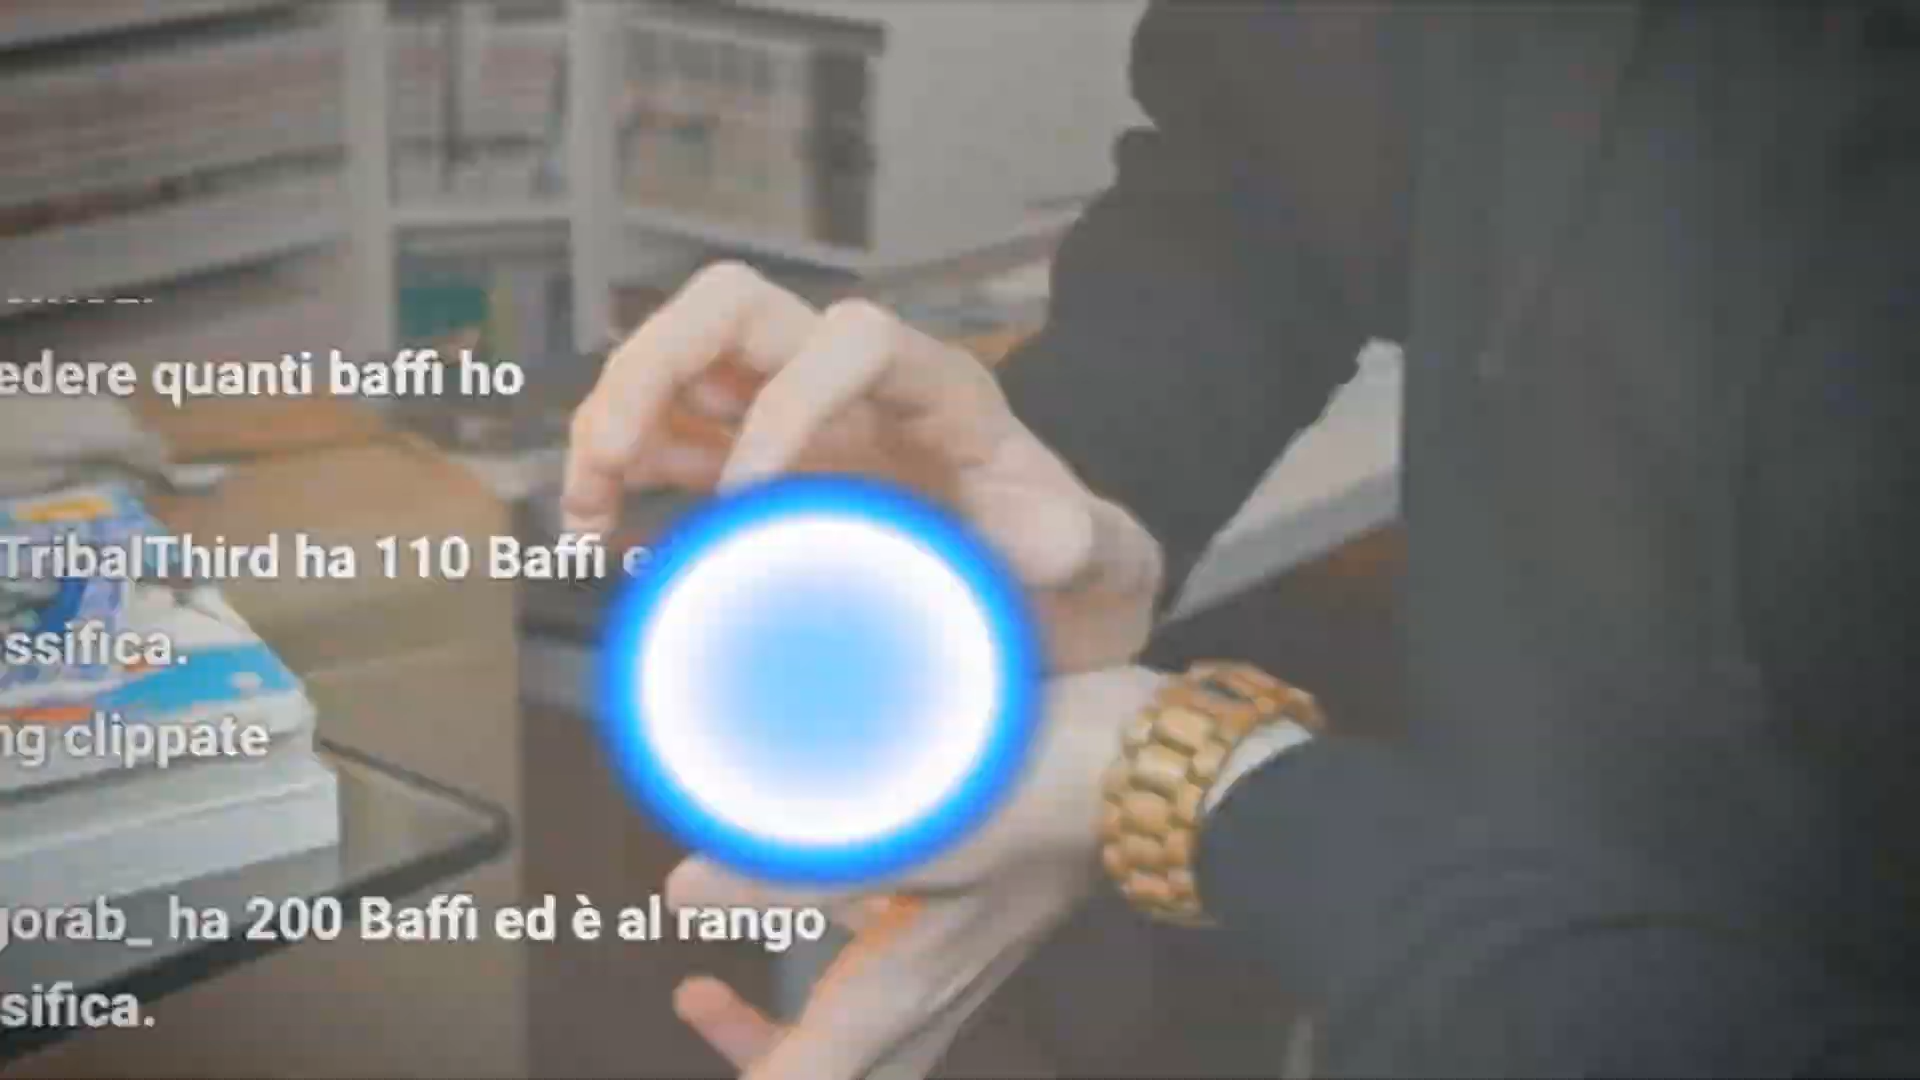 edere quanti baffi ho
TribalThird ha 110 Baffi e
ssifica.
ng clippate
gorab_ ha 200 Baffi ed è al rango
sifica.